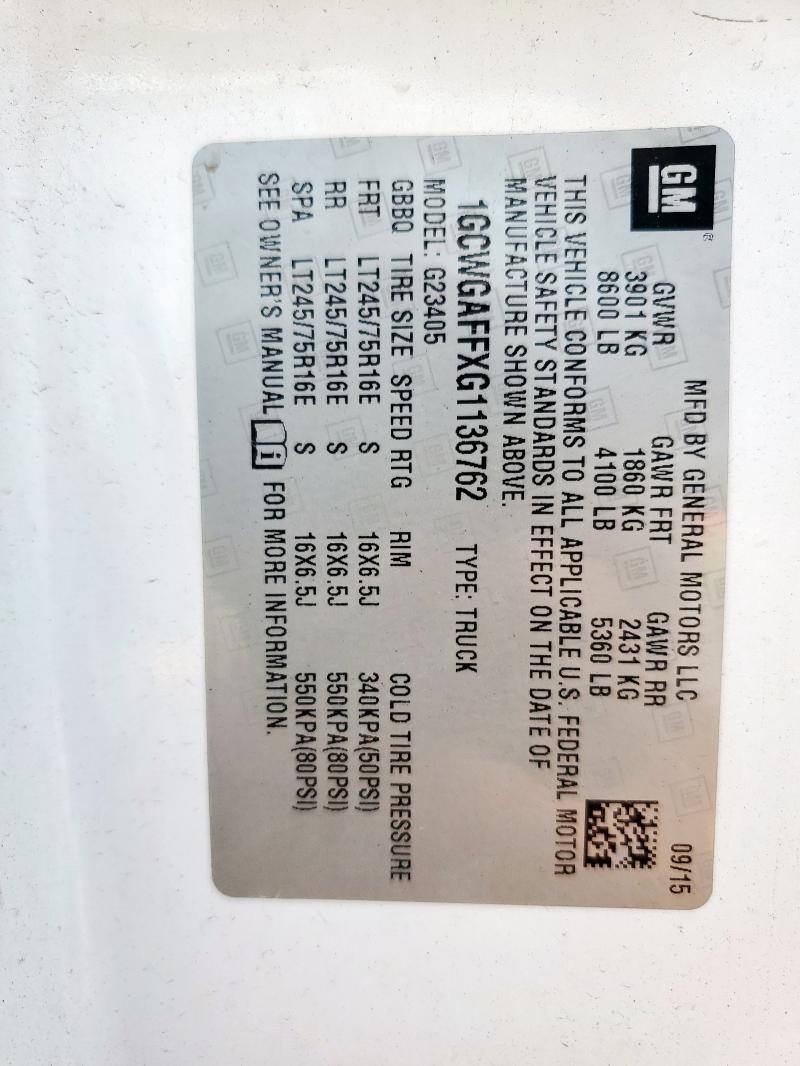 GM®
MFD BY GENERAL MOTORS LLC 09/15
GVWR GAWR FRT GAWR RR
3901 KG 1860 KG 2431 KG
8600 LB 4100 LB 5360 LB
THIS VEHICLE CONFORMS TO ALL APPLICABLE U.S. FEDERAL MOTOR
VEHICLE SAFETY STANDARDS IN EFFECT ON THE DATE OF
MANUFACTURE SHOWN ABOVE.
1GCWGAFFXG1136762 TYPE: TRUCK
MODEL: G23405
GBBQ TIRE SIZE SPEED RTG RIM COLD TIRE PRESSURE
FRT LT245/75R16E S 16X6.5J 340KPA(50PSI)
RR LT245/75R16E S 16X6.5J 550KPA(80PSI)
SPA LT245/75R16E S 16X6.5J 550KPA(80PSI)
SEE OWNER'S MANUAL i FOR MORE INFORMATION.